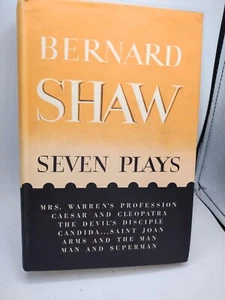 BERNARD
SHAW
SEVEN PLAYS
MRS. WARREN'S PROFESSION
CAESAR AND CLEOPATRA
THE DEVIL'S DISCIPLE
CANDIDA...SAINT JOAN
ARMS AND THE MAN
MAN AND SUPERMAN